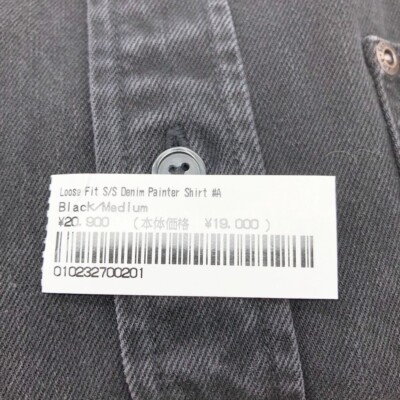 Loose Fit S/S Denim Painter Shirt #A
Black/Medium
¥20,900 (本体価格 ¥19,000)
010232700201